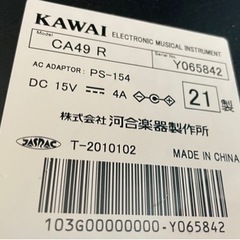 KAWAI ELECTRONIC MUSICAL INSTRUMENT
Model No. CA49 R Serial No. Y065842
AC ADAPTOR: PS-154
DC 15V 4A
21 製
株式会社 河合楽器製作所
JASRAC T-2010102 MADE IN CHINA
103G00000000-Y065842